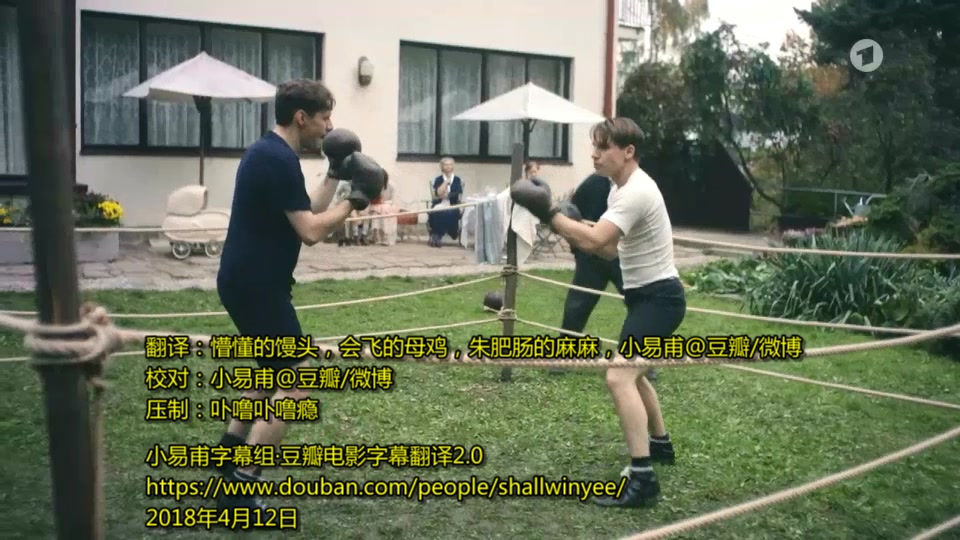 翻译：懵懂的馒头，会飞的母鸡，朱肥肠的麻麻，小易甫@豆瓣/微博
校对：小易甫@豆瓣/微博
压制：卟噜卟噜瘾
小易甫字幕组·豆瓣电影字幕翻译2.0
https://www.douban.com/people/shallwinyee/
2018年4月12日
1